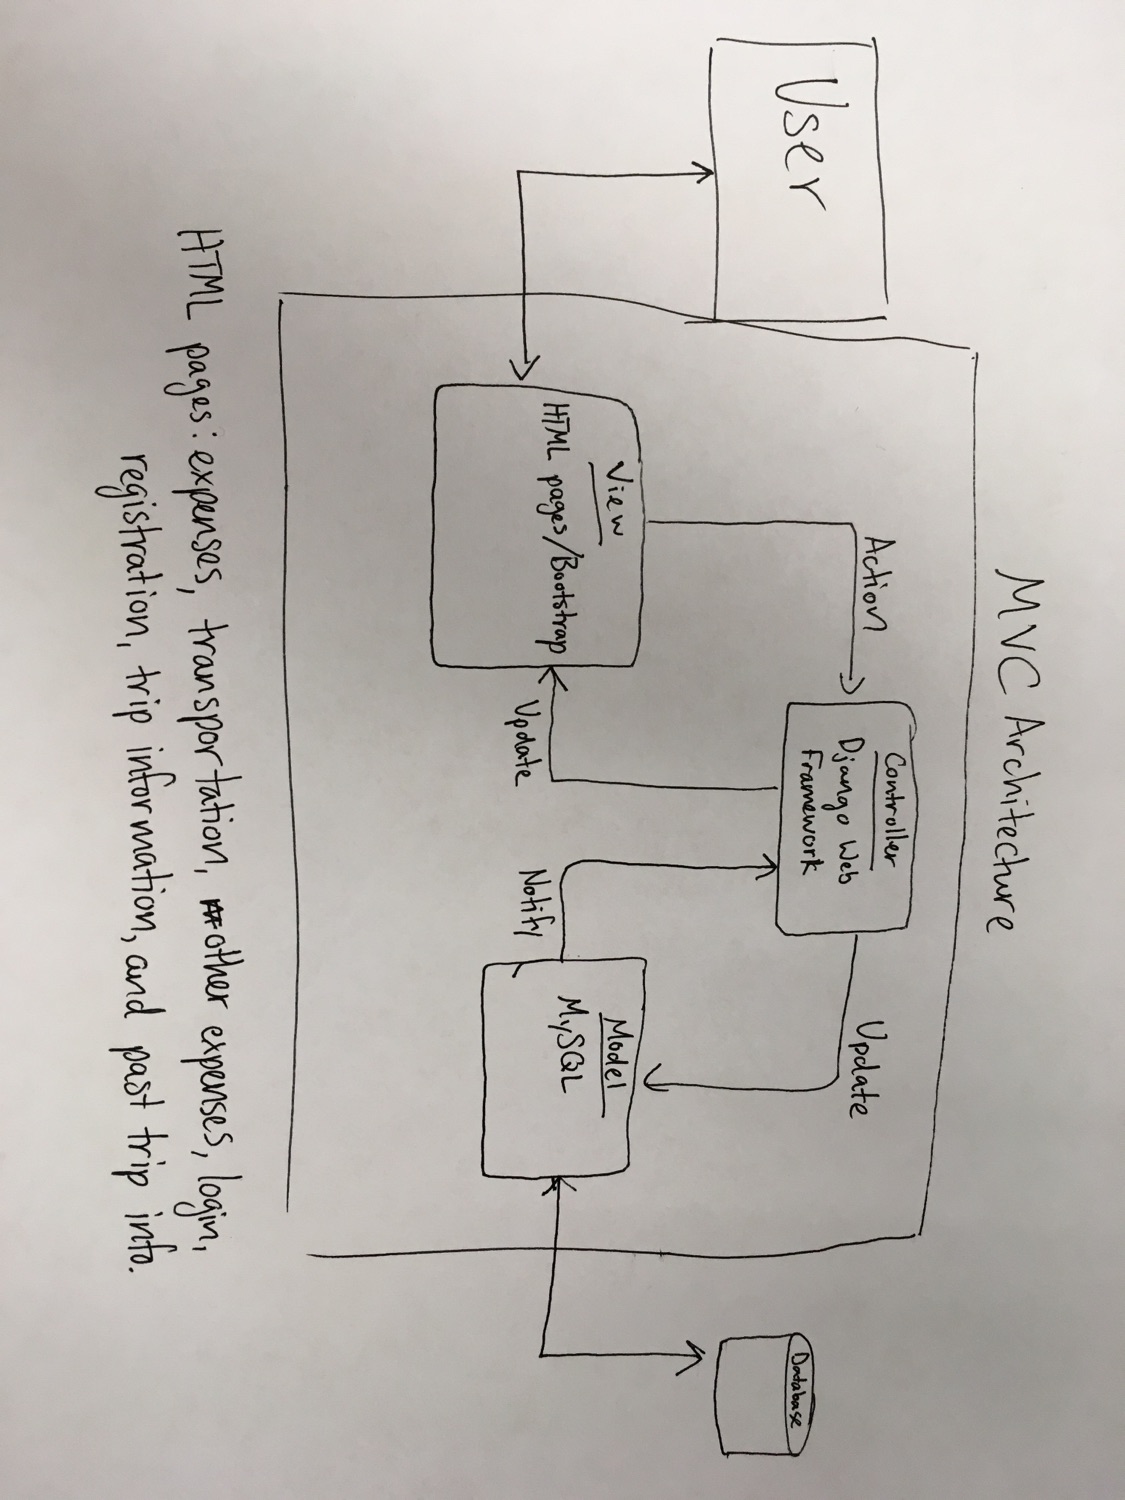 MVC Architecture
User
Action
Controller
Django Web
Framework
Update
View
HTML pages/Bootstrap
Update
Notify
Model
MySQL
Database
HTML pages: expenses, transportation, other expenses, login,
registration, trip information, and past trip info.